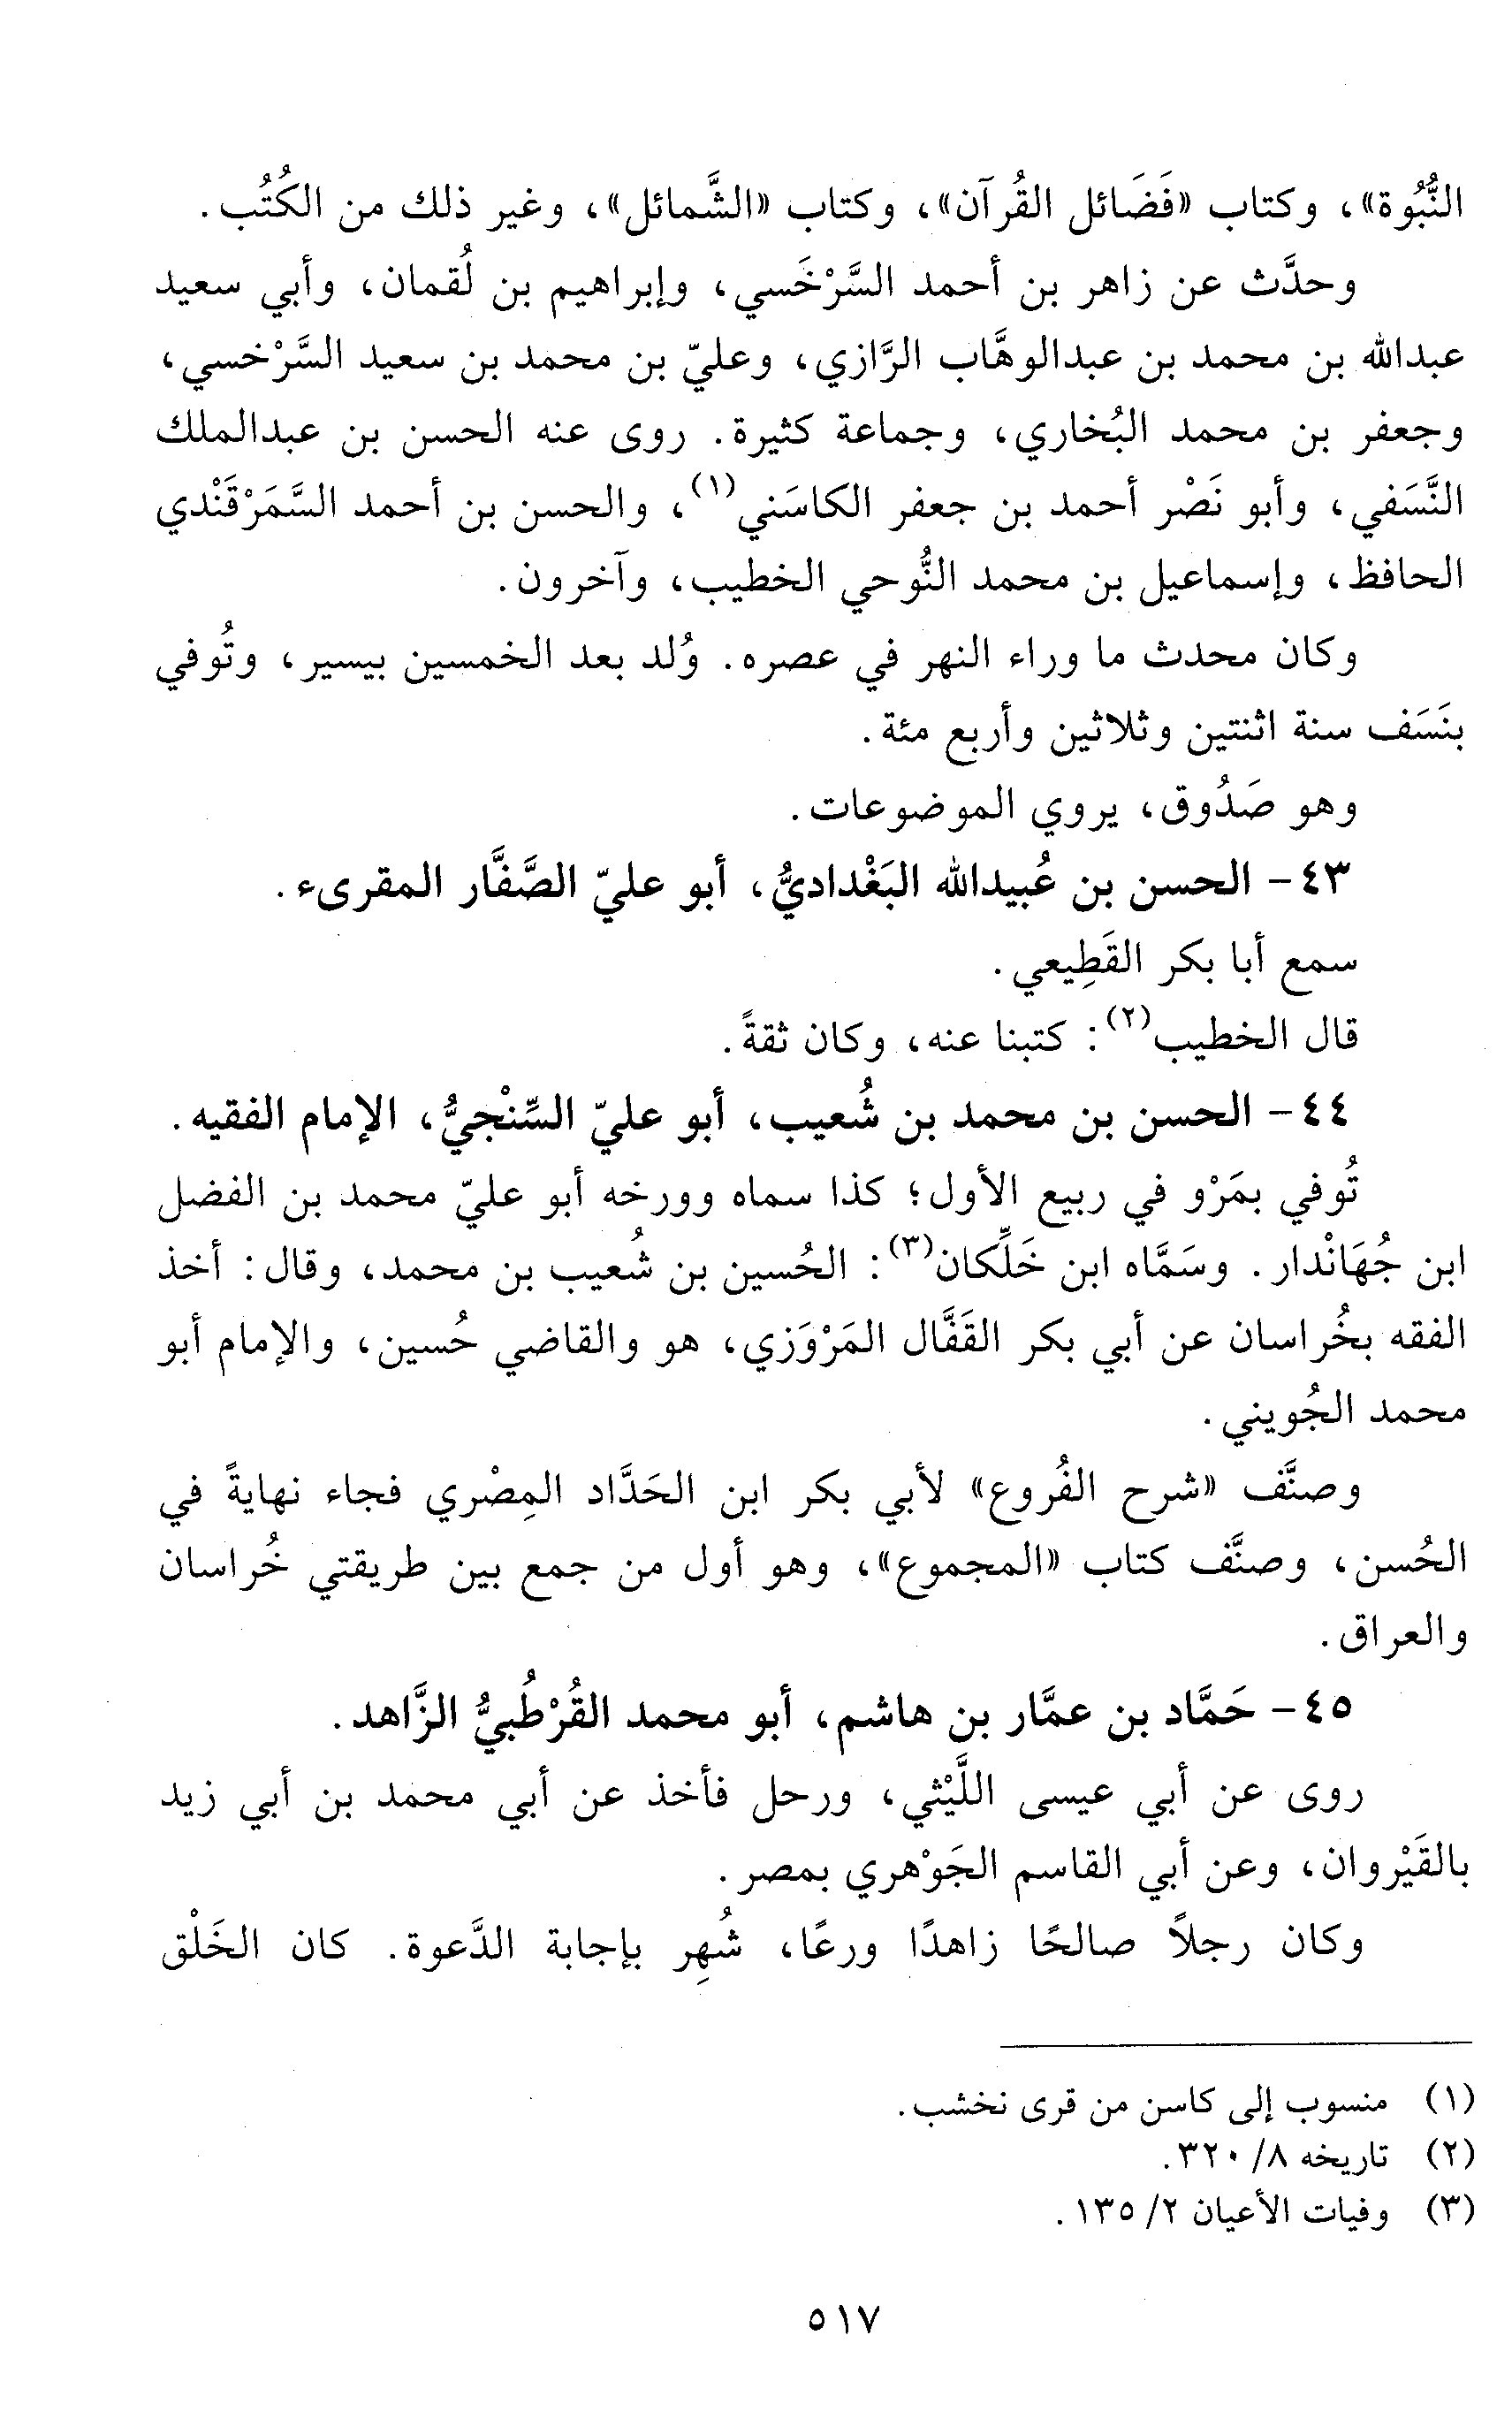 النُّبُوة»، وكتاب «فَضَائل القُرآن»، وكتاب «الشَّمائل»، وغير ذلك من الكُتُب.
وحدَّث عن زاهر بن أحمد السَّرْخَسي، وإبراهيم بن لُقمان، وأبي سعيد
عبدالله بن محمد بن عبدالوهَّاب الرَّازي، وعليّ بن محمد بن سعيد السَّرْخسي،
وجعفر بن محمد البُخاري، وجماعة كثيرة. روى عنه الحسن بن عبدالملك
النَّسَفي، وأبو نَصْر أحمد بن جعفر الكاسَني(١)، والحسن بن أحمد السَّمَرْقَنْدي
الحافظ، وإسماعيل بن محمد النُّوحي الخطيب، وآخرون.
وكان محدث ما وراء النهر في عصره. وُلد بعد الخمسين بيسير، وتُوفي
بنَسَف سنة اثنتين وثلاثين وأربع مئة.
وهو صَدُوق، يروي الموضوعات.
٤٣- الحسن بن عُبيدالله البَغْداديُّ، أبو عليّ الصَّفَّار المقرىء.
سمع أبا بكر القَطِيعي.
قال الخطيب(٢): كتبنا عنه، وكان ثقةً.
٤٤- الحسن بن محمد بن شُعيب، أبو عليّ السِّنْجيُّ، الإمام الفقيه.
تُوفي بمَرْو في ربيع الأول؛ كذا سماه وورخه أبو عليّ محمد بن الفضل
ابن جُهَانْدار. وسَمَّاه ابن خَلِّكان(٣): الحُسين بن شُعيب بن محمد، وقال: أخذ
الفقه بخُراسان عن أبي بكر القَفَّال المَرْوَزي، هو والقاضي حُسين، والإمام أبو
محمد الجُويني.
وصنَّف «شرح الفُروع» لأبي بكر ابن الحَدَّاد المِصْري فجاء نهايةً في
الحُسن، وصنَّف كتاب «المجموع»، وهو أول من جمع بين طريقتي خُراسان
والعراق.
٤٥- حَمَّاد بن عمَّار بن هاشم، أبو محمد القُرْطُبيُّ الزَّاهد.
روى عن أبي عيسى اللَّيْثي، ورحل فأخذ عن أبي محمد بن أبي زيد
بالقَيْروان، وعن أبي القاسم الجَوْهري بمصر.
وكان رجلاً صالحًا زاهدًا ورعًا، شُهِر بإجابة الدَّعوة. كان الخَلْق
(١) منسوب إلى كاسن من قرى نخشب.
(٢) تاريخه ٨/ ٣٢٠.
(٣) وفيات الأعيان ٢/ ١٣٥.
٥١٧